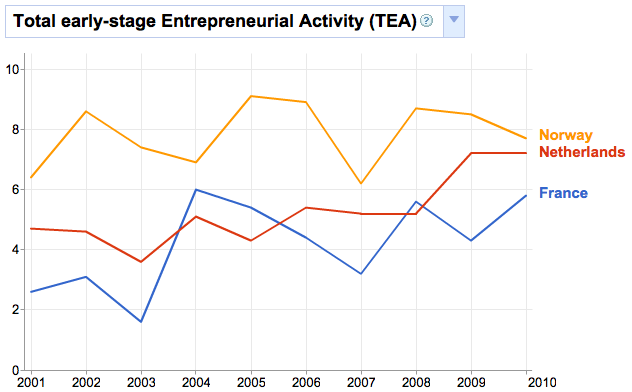 Total early-stage Entrepreneurial Activity (TEA) ?
10
8
6
4
2
0
Norway
Netherlands
France
2001 2002 2003 2004 2005 2006 2007 2008 2009 2010